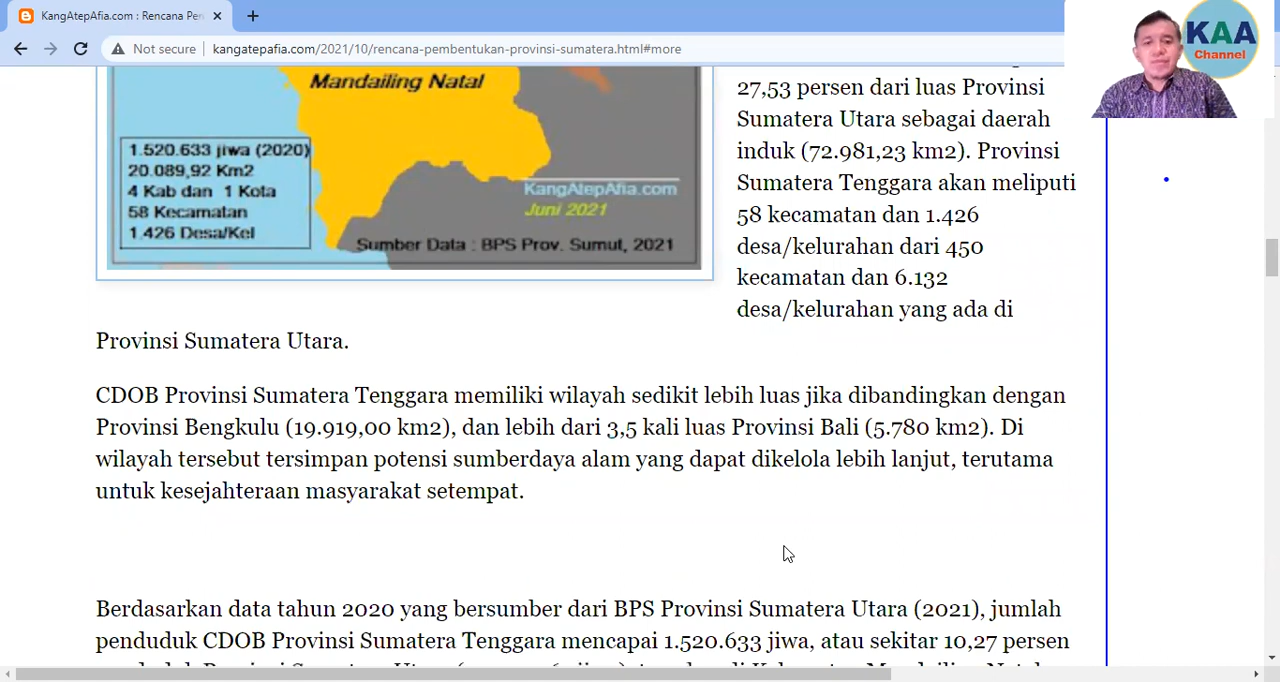 KangAtepAfia.com : Rencana Pen
Not secure
kangatepafia.com/2021/10/rencana-pembentukan-provinsi-sumatera.html#more
KAA
Channel
Mandailing Natal
1.520.633 jiwa (2020)
20.089,92 Km2
4 Kab dan 1 Kota
58 Kecamatan
1.426 Desa/Kel
KangAtepAfia.com
Juni 2021
Sumber Data : BPS Prov. Sumut, 2021
27,53 persen dari luas Provinsi
Sumatera Utara sebagai daerah
induk (72.981,23 km2). Provinsi
Sumatera Tenggara akan meliputi
58 kecamatan dan 1.426
desa/kelurahan dari 450
kecamatan dan 6.132
desa/kelurahan yang ada di
Provinsi Sumatera Utara.
CDOB Provinsi Sumatera Tenggara memiliki wilayah sedikit lebih luas jika dibandingkan dengan
Provinsi Bengkulu (19.919,00 km2), dan lebih dari 3,5 kali luas Provinsi Bali (5.780 km2). Di
wilayah tersebut tersimpan potensi sumberdaya alam yang dapat dikelola lebih lanjut, terutama
untuk kesejahteraan masyarakat setempat.
Berdasarkan data tahun 2020 yang bersumber dari BPS Provinsi Sumatera Utara (2021), jumlah
penduduk CDOB Provinsi Sumatera Tenggara mencapai 1.520.633 jiwa, atau sekitar 10,27 persen